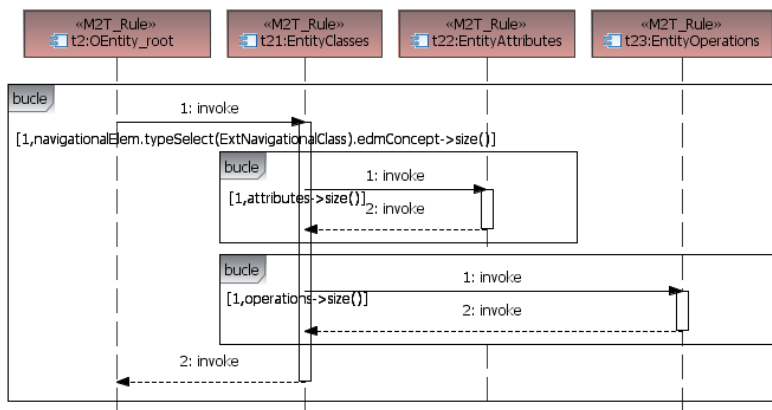 «M2T_Rule»
t2:OEntity_root
«M2T_Rule»
t21:EntityClasses
«M2T_Rule»
t22:EntityAttributes
«M2T_Rule»
t23:EntityOperations
bucle
1: invoke
[1,navigationalElem.typeSelect(ExtNavigationalClass).edmConcept->size()]
bucle
1: invoke
[1,attributes->size()]
2: invoke
bucle
1: invoke
[1,operations->size()]
2: invoke
2: invoke